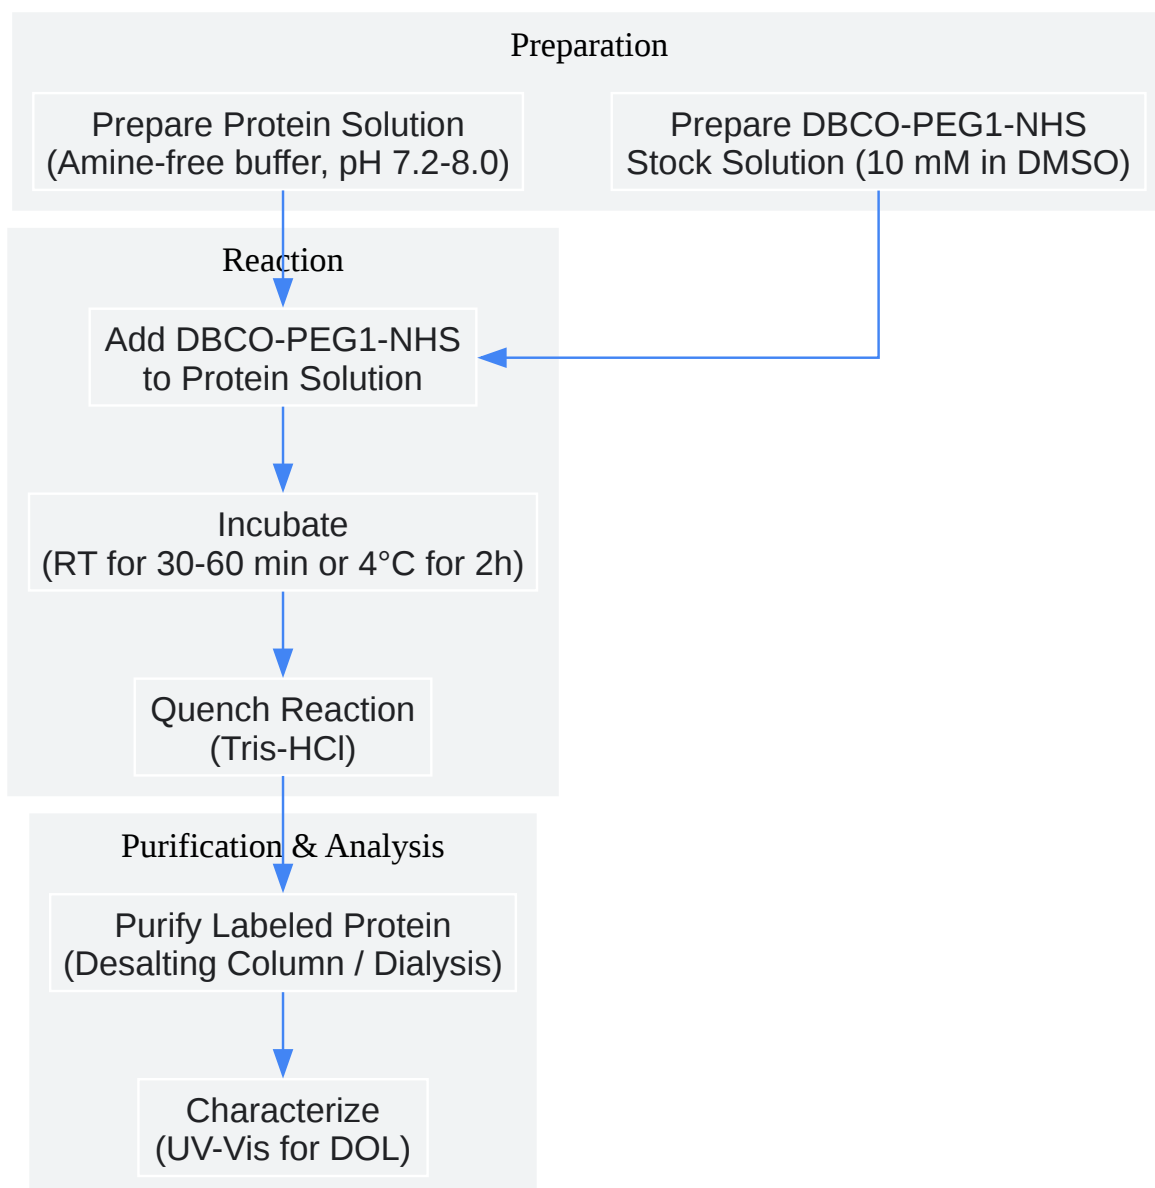 Preparation
Prepare Protein Solution
(Amine-free buffer, pH 7.2-8.0)
Prepare DBCO-PEG1-NHS
Stock Solution (10 mM in DMSO)
Reaction
Add DBCO-PEG1-NHS
to Protein Solution
Incubate
(RT for 30-60 min or 4°C for 2h)
Quench Reaction
(Tris-HCl)
Purification & Analysis
Purify Labeled Protein
(Desalting Column / Dialysis)
Characterize
(UV-Vis for DOL)